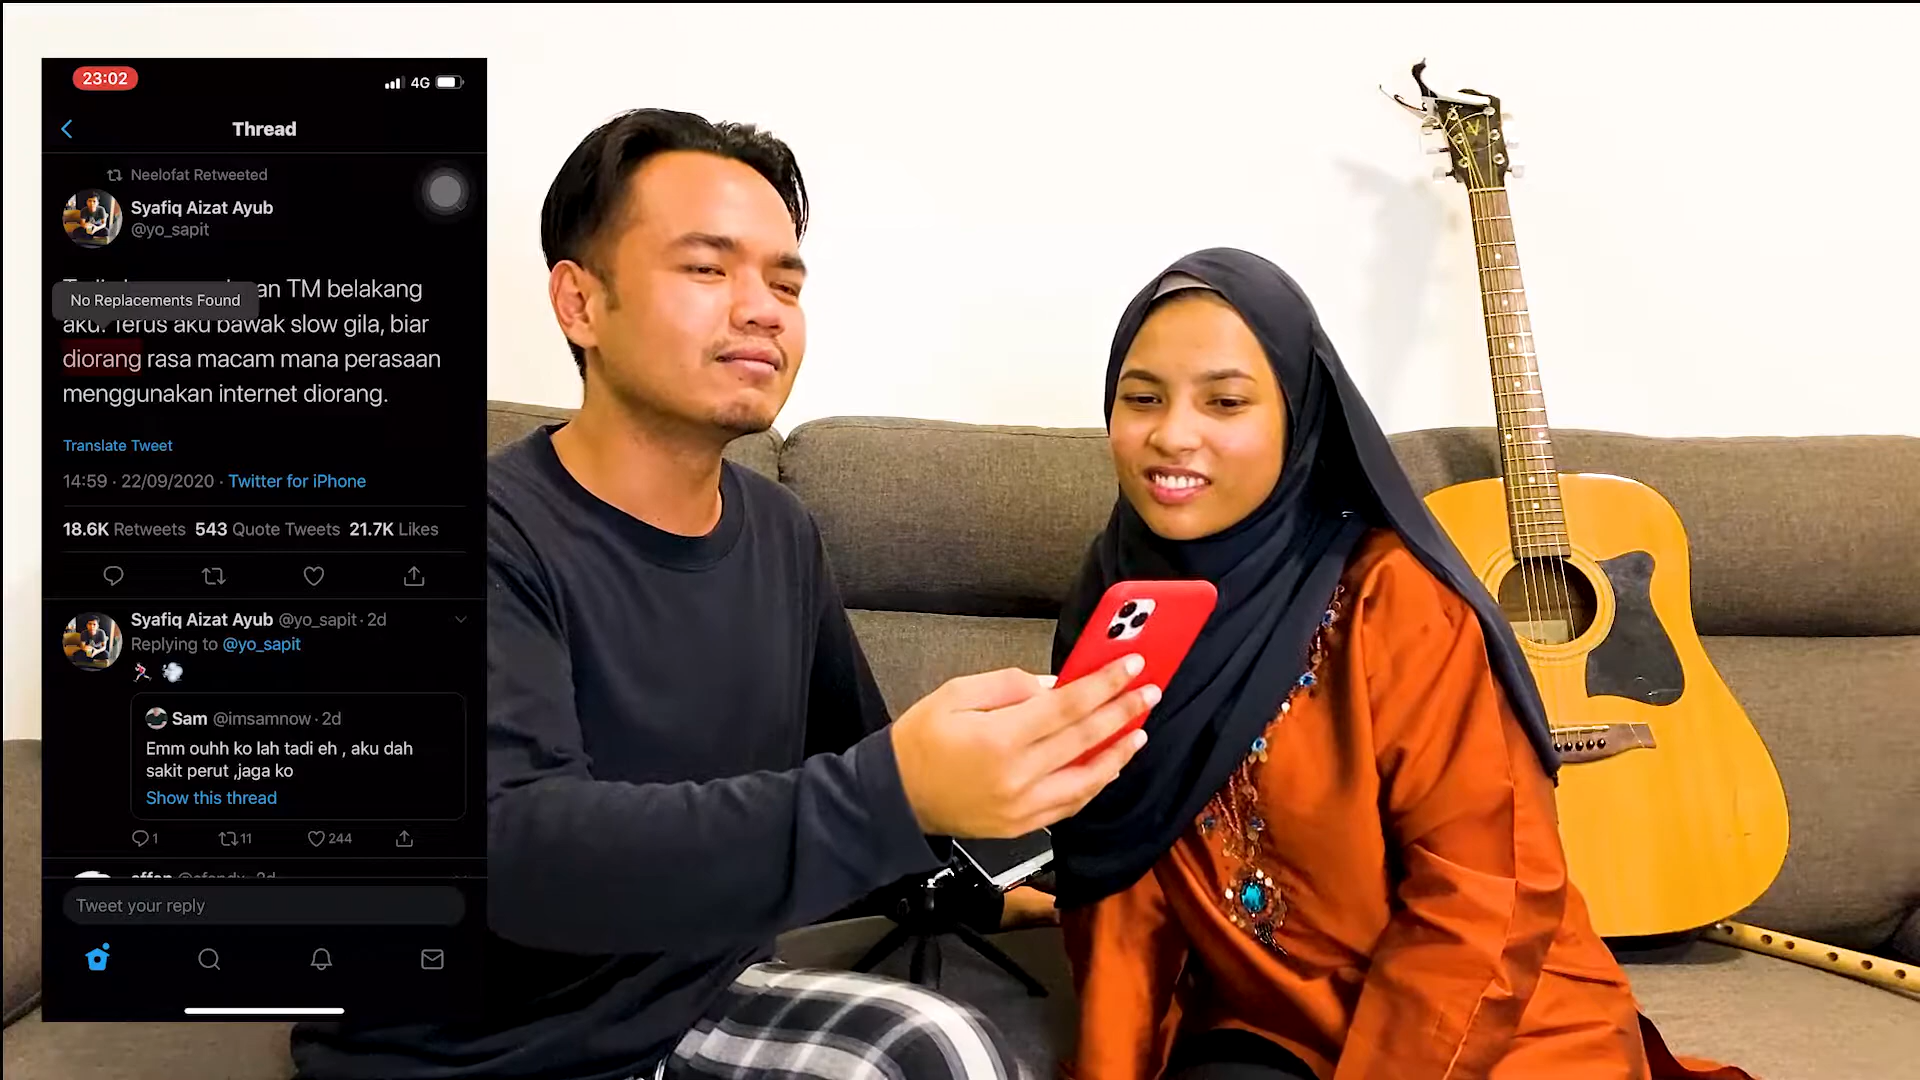 23:02
4G
Thread
Neelofat Retweeted
Syafiq Aizat Ayub
@yo_sapit
an TM belakang
No Replacements Found
aku. Terus aku bawak slow gila, biar
diorang rasa macam mana perasaan
menggunakan internet diorang.
Translate Tweet
14:59 · 22/09/2020 · Twitter for iPhone
18.6K Retweets 543 Quote Tweets 21.7K Likes
Syafiq Aizat Ayub @yo_sapit · 2d
Replying to @yo_sapit
Sam @imsamnow · 2d
Emm ouhh ko lah tadi eh , aku dah
sakit perut ,jaga ko
Show this thread
1 11 244
Tweet your reply